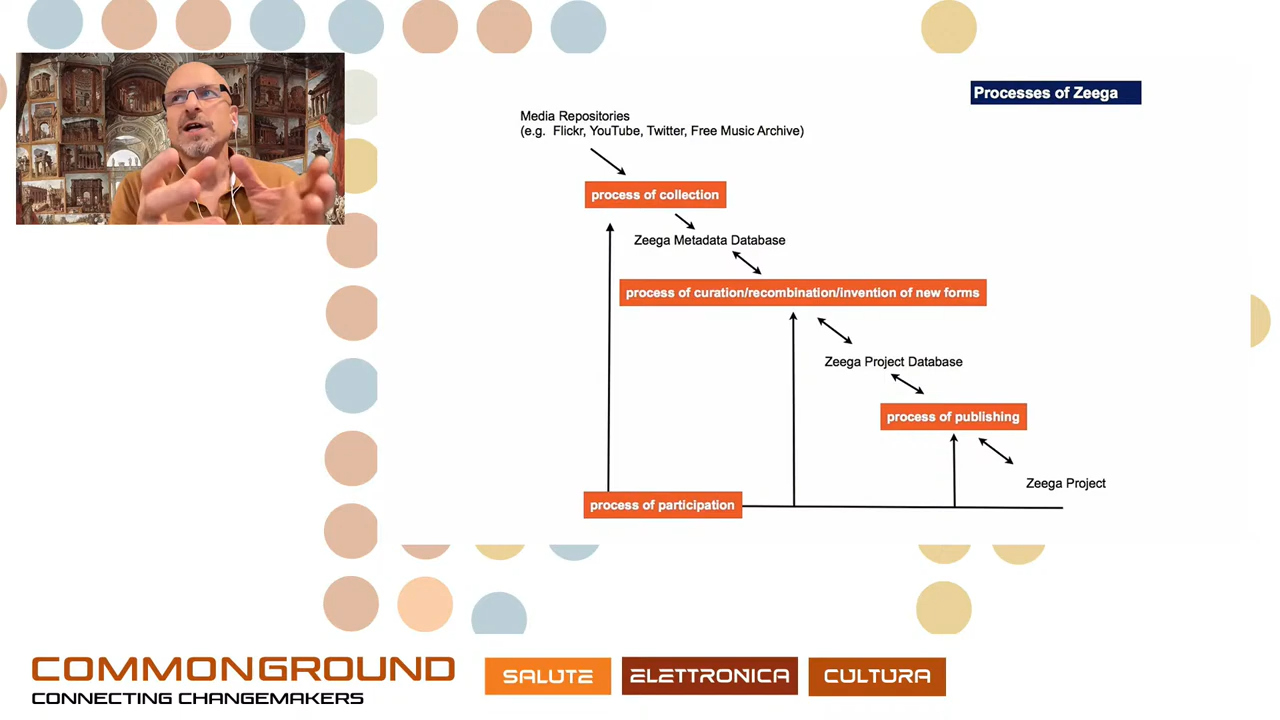 Processes of Zeega
Media Repositories
(e.g. Flickr, YouTube, Twitter, Free Music Archive)
process of collection
Zeega Metadata Database
process of curation/recombination/invention of new forms
Zeega Project Database
process of publishing
Zeega Project
process of participation
COMMONGROUND
CONNECTING CHANGEMAKERS
SALUTE
ELETTRONICA
CULTURA